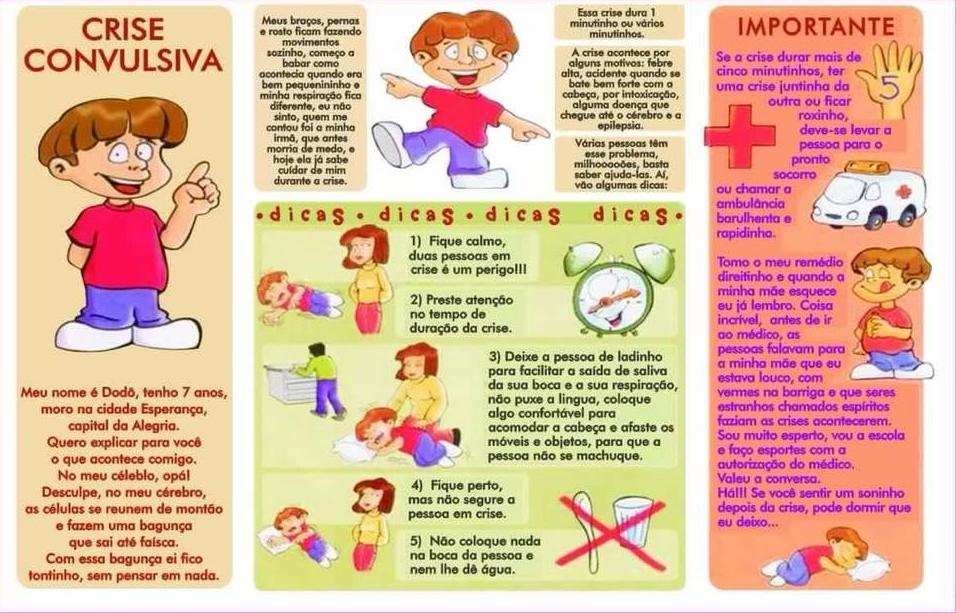 CRISE
CONVULSIVA
Meu nome é Dodô, tenho 7 anos,
moro na cidade Esperança,
capital da Alegria.
Quero explicar para você
o que acontece comigo.
No meu céleblo, opá!
Desculpe, no meu cérebro,
as células se reunem de montão
e fazem uma bagunça
que sai até faísca.
Com essa bagunça ei fico
tontinho, sem pensar em nada.
Meus braços, pernas
e rosto ficam fazendo
movimentos
sozinho, começo a
babar como
acontecia quando era
bem pequenininho e
minha respiração fica
diferente, eu não
sinto, quem me
contou foi a minha
irmã, que antes
morria de medo, e
hoje ela já sabe
cuidar de mim
durante a crise.
Essa crise dura 1
minutinho ou vários
minutinhos.
A crise acontece por
alguns motivos: febre
alta, acidente quando se
bate bem forte com a
cabeça, por intoxicação,
alguma doença que
chegue até o cérebro e a
epilepsia.
Várias pessoas têm
esse problema,
milhooooões, basta
saber ajuda-las. Aí,
vão algumas dicas:
•dicas • dicas • dicas dicas•
1) Fique calmo,
duas pessoas em
crise é um perigo!!!
2) Preste atenção
no tempo de
duração da crise.
3) Deixe a pessoa de ladinho
para facilitar a saída de saliva
da sua boca e a sua respiração,
não puxe a lingua, coloque
algo confortável para
acomodar a cabeça e afaste os
móveis e objetos, para que a
pessoa não se machuque.
4) Fique perto,
mas não segure a
pessoa em crise.
5) Não coloque nada
na boca da pessoa e
nem lhe dê água.
IMPORTANTE
Se a crise durar mais de
cinco minutinhos, ter
uma crise juntinha da
outra ou ficar
roxinho,
deve-se levar a
pessoa para o
pronto
socorro
ou chamar a
ambulância
barulhenta e
rapidinha.
5
Tomo o meu remédio
direitinho e quando a
minha mãe esquece
eu já lembro. Coisa
incrível, antes de ir
ao médico, as
pessoas falavam para
a minha mãe que eu
estava louco, com
vermes na barriga e que seres
estranhos chamados espíritos
faziam as crises acontecerem.
Sou muito esperto, vou a escola
e faço esportes com a
autorização do médico.
Valeu a conversa.
Há!!! Se você sentir um soninho
depois da crise, pode dormir que
eu deixo...